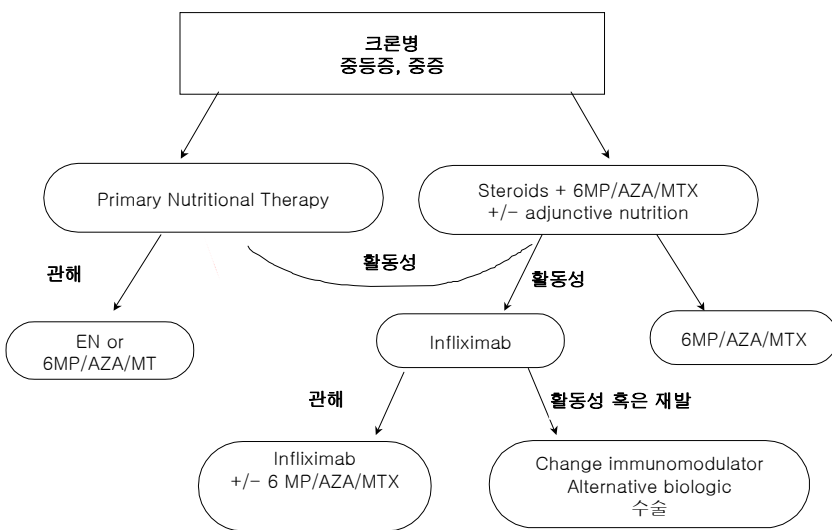 크론병
중등증, 중증
Primary Nutritional Therapy
Steroids + 6MP/AZA/MTX
+/- adjunctive nutrition
관해
활동성
활동성
EN or
6MP/AZA/MT
Infliximab
6MP/AZA/MTX
관해
활동성 혹은 재발
Infliximab
+/- 6 MP/AZA/MTX
Change immunomodulator
Alternative biologic
수술